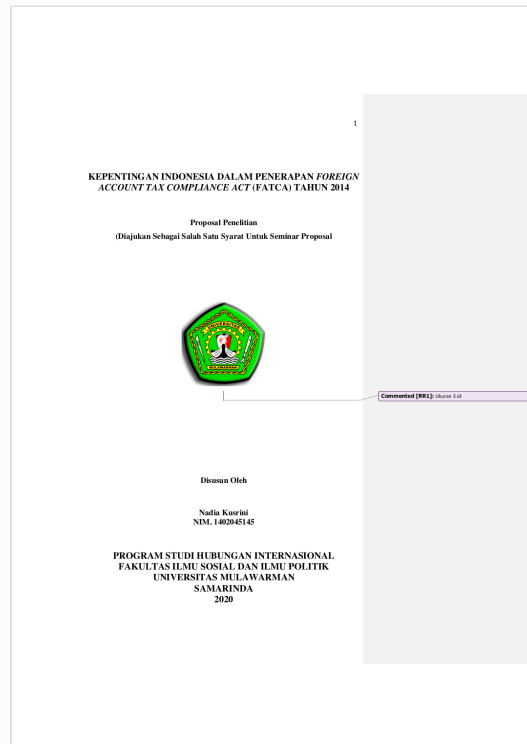 1
KEPENTINGAN INDONESIA DALAM PENERAPAN FOREIGN
ACCOUNT TAX COMPLIANCE ACT (FATCA) TAHUN 2014
Proposal Penelitian
(Diajukan Sebagai Salah Satu Syarat Untuk Seminar Proposal
UNIVERSITAS
MULAWARMAN
Commented [RR1]: Ukuran 3 x3
Disusun Oleh
Nadia Kusrini
NIM. 1402045145
PROGRAM STUDI HUBUNGAN INTERNASIONAL
FAKULTAS ILMU SOSIAL DAN ILMU POLITIK
UNIVERSITAS MULAWARMAN
SAMARINDA
2020